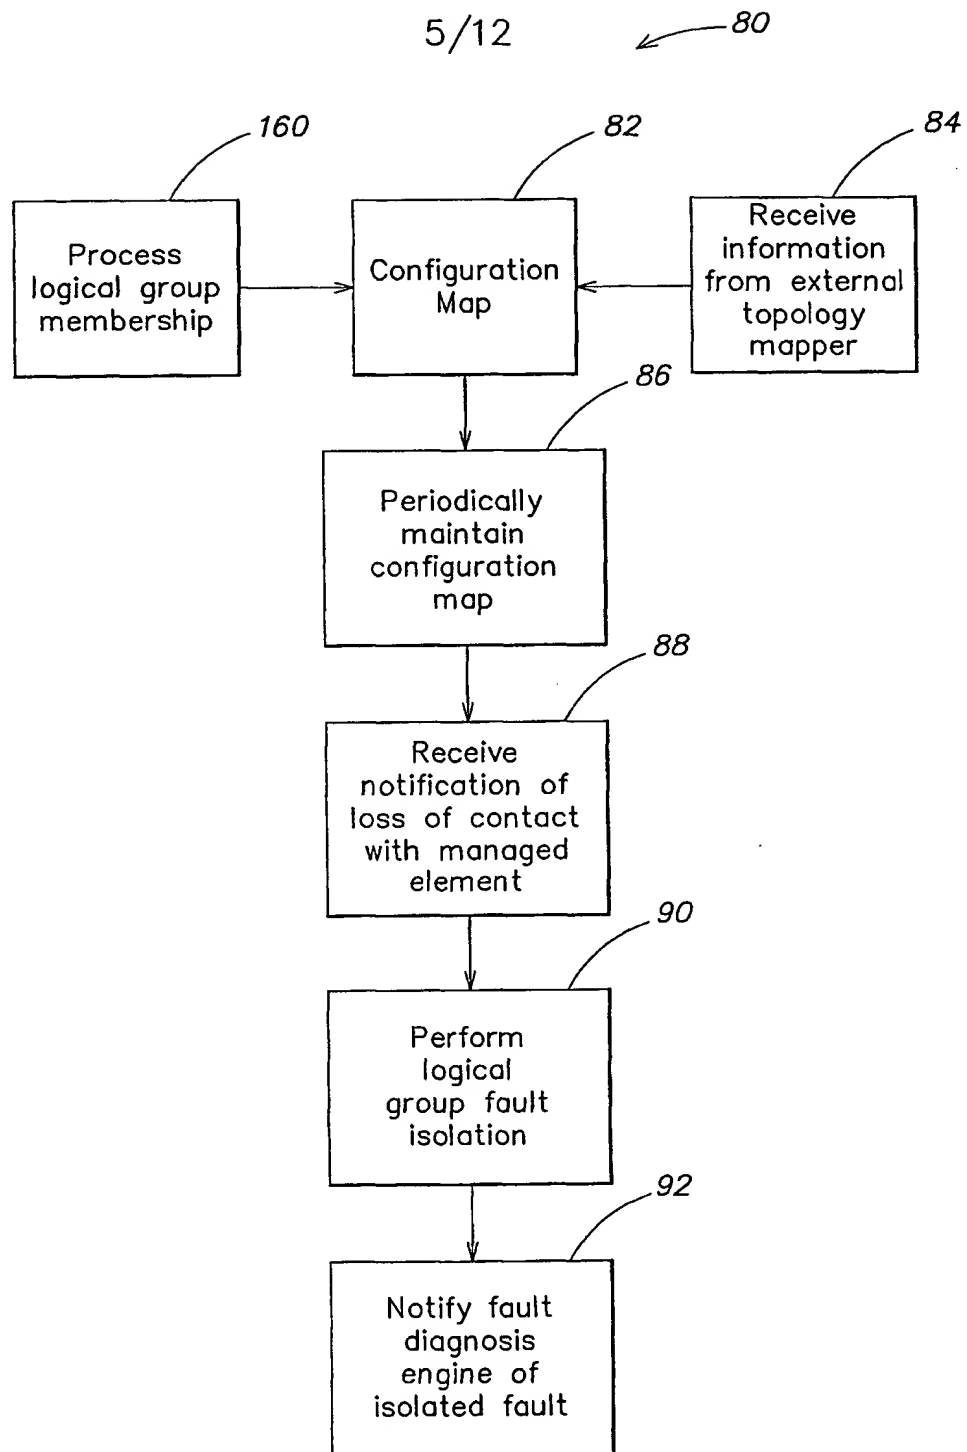 5/12
80
160
82
84
Process
logical group
membership
Configuration
Map
Receive
information
from external
topology
mapper
86
Periodically
maintain
configuration
map
88
Receive
notification of
loss of contact
with managed
element
90
Perform
logical
group fault
isolation
92
Notify fault
diagnosis
engine of
isolated fault